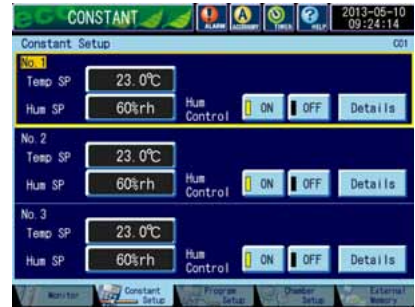 eco CONSTANT ALARM ACCESSORY TIMER HELP 2013-05-10
09:24:14
Constant Setup C01
No. 1
Temp SP 23.0℃
Hum SP 60%rh Hum Control ON OFF Details
No. 2
Temp SP 23.0℃
Hum SP 60%rh Hum Control ON OFF Details
No. 3
Temp SP 23.0℃
Hum SP 60%rh Hum Control ON OFF Details
Monitor Constant Setup Program Setup Chamber Setup External Memory